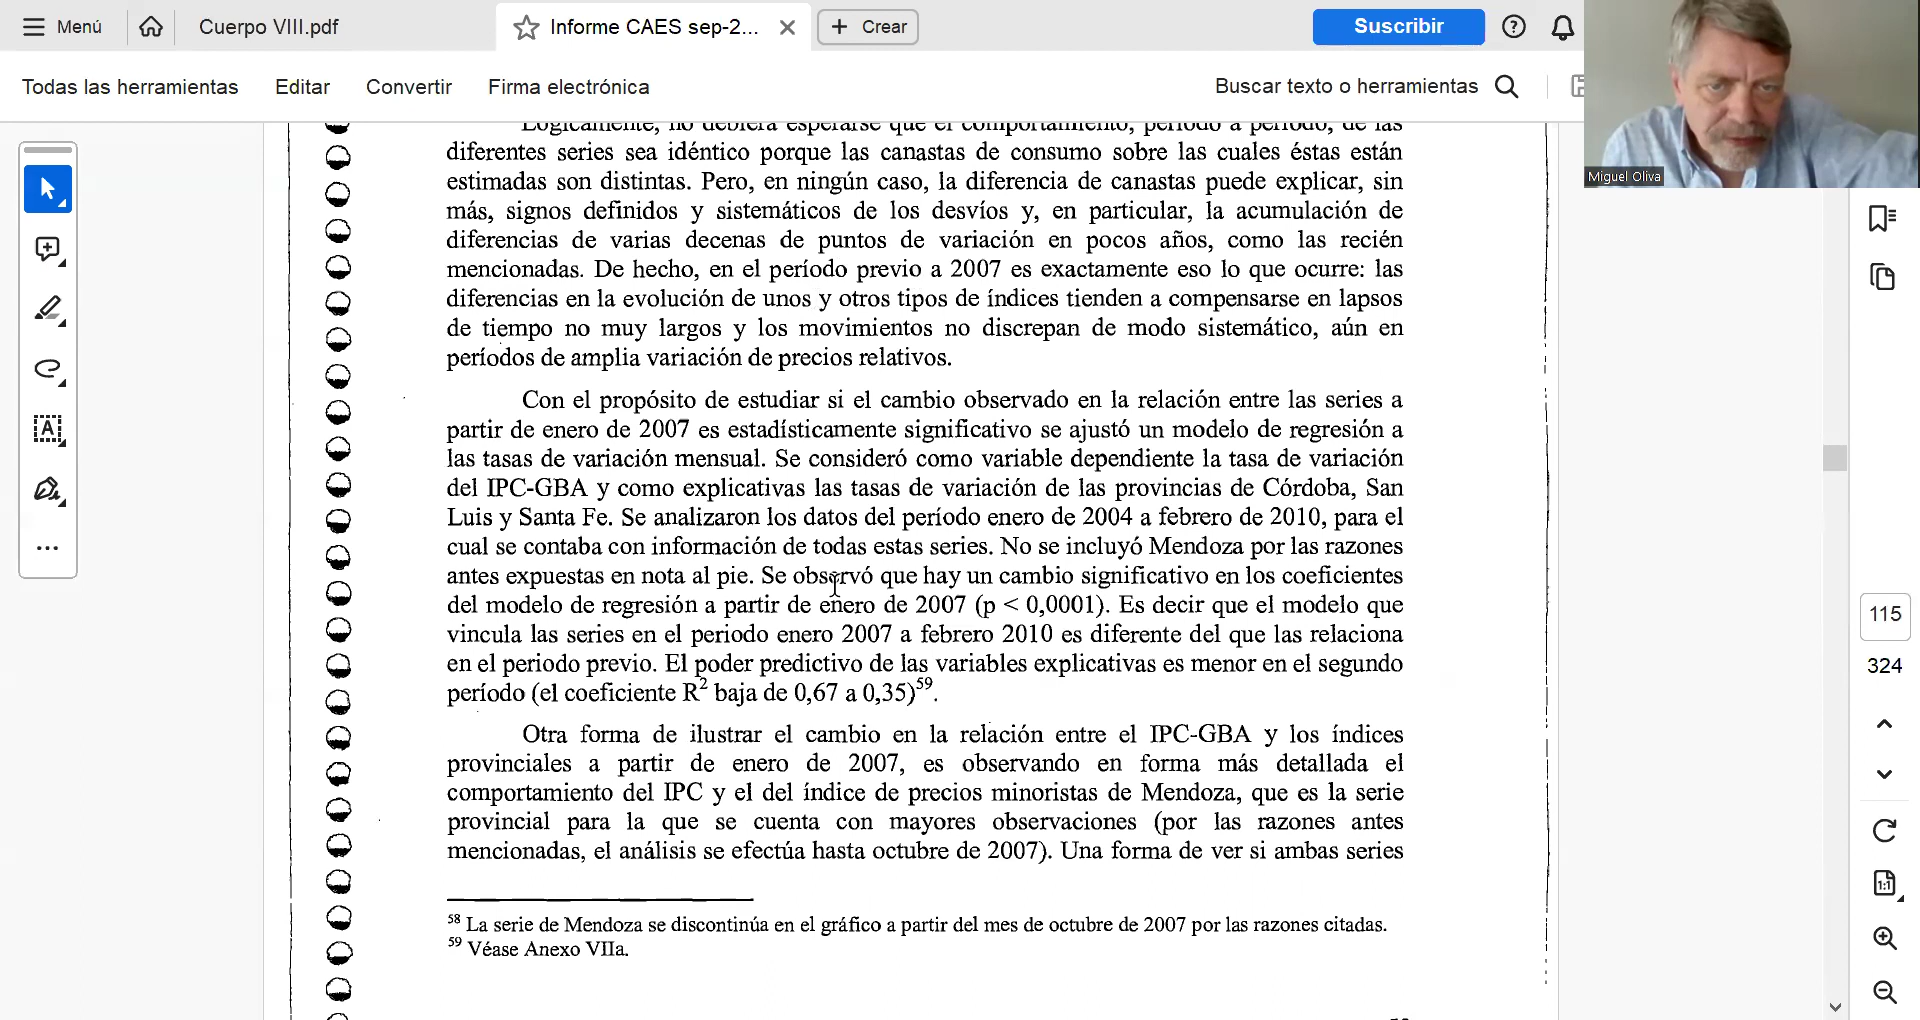 Menú
Cuerpo VIII.pdf
Informe CAES sep-2...
Crear
Suscribir
Todas las herramientas
Editar
Convertir
Firma electrónica
Buscar texto o herramientas
Miguel Oliva
Lógicamente, no debiera esperarse que el comportamiento, período a período, de las
diferentes series sea idéntico porque las canastas de consumo sobre las cuales éstas están
estimadas son distintas. Pero, en ningún caso, la diferencia de canastas puede explicar, sin
más, signos definidos y sistemáticos de los desvíos y, en particular, la acumulación de
diferencias de varias decenas de puntos de variación en pocos años, como las recién
mencionadas. De hecho, en el período previo a 2007 es exactamente eso lo que ocurre: las
diferencias en la evolución de unos y otros tipos de índices tienden a compensarse en lapsos
de tiempo no muy largos y los movimientos no discrepan de modo sistemático, aún en
períodos de amplia variación de precios relativos.
Con el propósito de estudiar si el cambio observado en la relación entre las series a
partir de enero de 2007 es estadísticamente significativo se ajustó un modelo de regresión a
las tasas de variación mensual. Se consideró como variable dependiente la tasa de variación
del IPC-GBA y como explicativas las tasas de variación de las provincias de Córdoba, San
Luis y Santa Fe. Se analizaron los datos del período enero de 2004 a febrero de 2010, para el
cual se contaba con información de todas estas series. No se incluyó Mendoza por las razones
antes expuestas en nota al pie. Se observó que hay un cambio significativo en los coeficientes
del modelo de regresión a partir de enero de 2007 (p < 0,0001). Es decir que el modelo que
vincula las series en el periodo enero 2007 a febrero 2010 es diferente del que las relaciona
en el periodo previo. El poder predictivo de las variables explicativas es menor en el segundo
período (el coeficiente R² baja de 0,67 a 0,35)⁵⁹.
Otra forma de ilustrar el cambio en la relación entre el IPC-GBA y los índices
provinciales a partir de enero de 2007, es observando en forma más detallada el
comportamiento del IPC y el del índice de precios minoristas de Mendoza, que es la serie
provincial para la que se cuenta con mayores observaciones (por las razones antes
mencionadas, el análisis se efectúa hasta octubre de 2007). Una forma de ver si ambas series
⁵⁸ La serie de Mendoza se discontinúa en el gráfico a partir del mes de octubre de 2007 por las razones citadas.
⁵⁹ Véase Anexo VIIa.
115
324
1:1